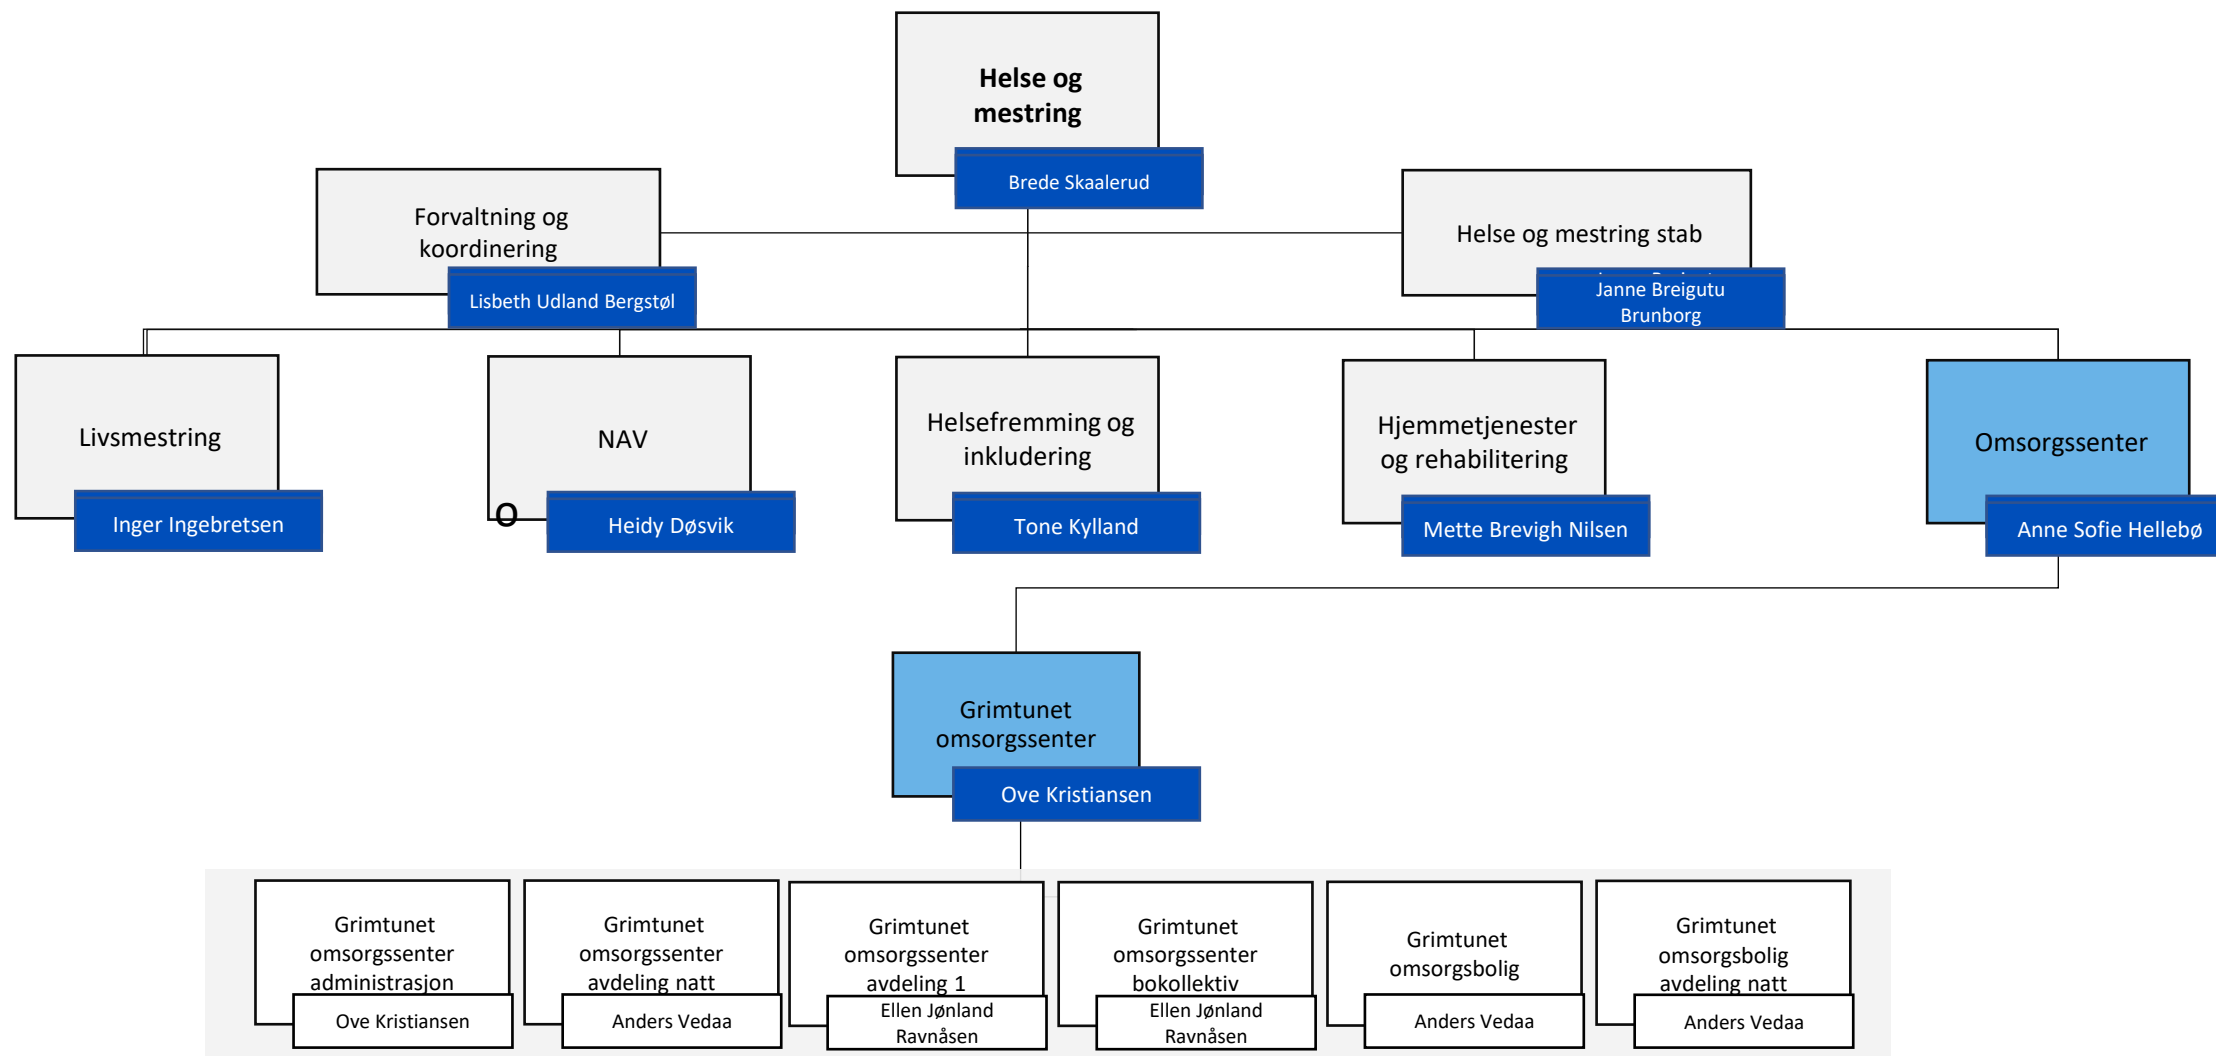 Helse og
mestring
Brede Skaalerud
Forvaltning og
koordinering
Lisbeth Udland Bergstøl
Helse og mestring stab
Janne Breigutu
Brunborg
Livsmestring
Inger Ingebretsen
NAV
O
Heidy Døsvik
Helsefremming og
inkludering
Tone Kylland
Hjemmetjenester
og rehabilitering
Mette Brevigh Nilsen
Omsorgssenter
Anne Sofie Hellebø
Grimtunet
omsorgssenter
Ove Kristiansen
Grimtunet
omsorgssenter
administrasjon
Ove Kristiansen
Grimtunet
omsorgssenter
avdeling natt
Anders Vedaa
Grimtunet
omsorgssenter
avdeling 1
Ellen Jønland
Ravnåsen
Grimtunet
omsorgssenter
bokollektiv
Ellen Jønland
Ravnåsen
Grimtunet
omsorgsbolig
Anders Vedaa
Grimtunet
omsorgsbolig
avdeling natt
Anders Vedaa